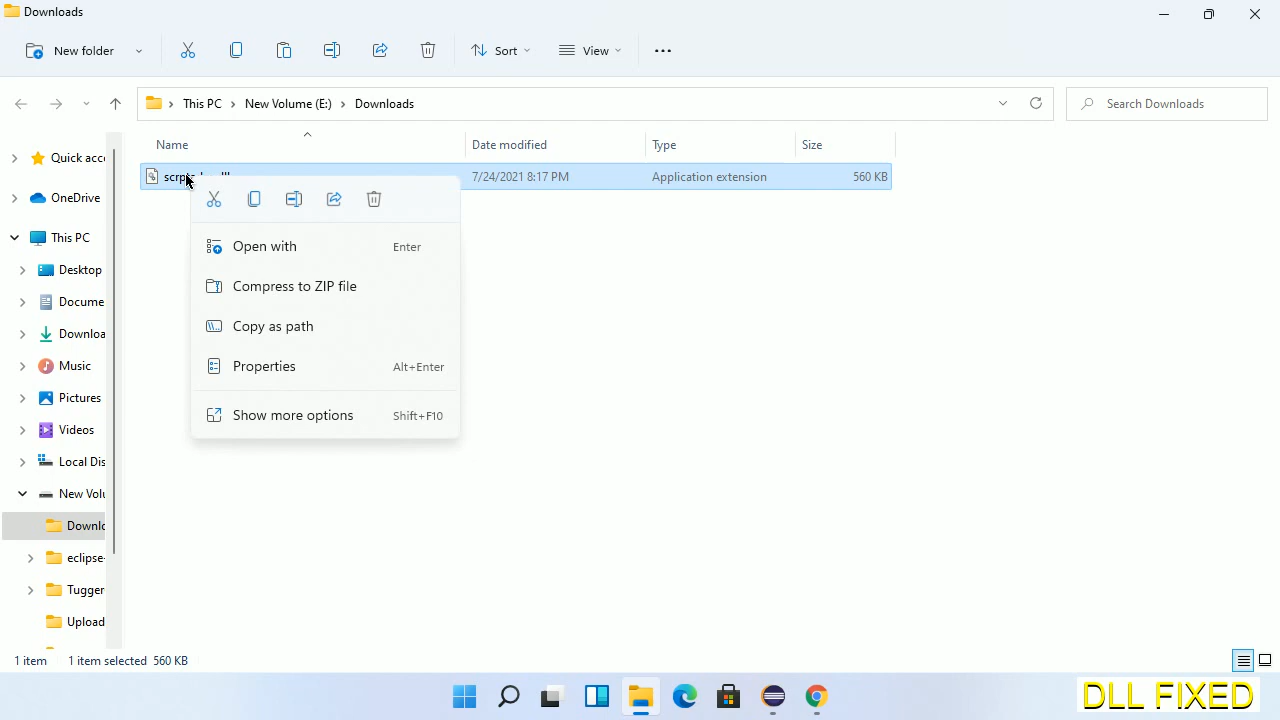 Downloads
New folder
Sort
View
This PC
New Volume (E:)
Downloads
Search Downloads
Name
Date modified
Type
Size
7/24/2021 8:17 PM
Application extension
560 KB
Quick acc
OneDrive
This PC
Desktop
Docume
Downloa
Music
Pictures
Videos
Local Dis
New Volu
Downlo
eclipse-
Tugger
Upload
Open with Enter
Compress to ZIP file
Copy as path
Properties Alt+Enter
Show more options Shift+F10
1 item
1 item selected 560 KB
DLL FIXED